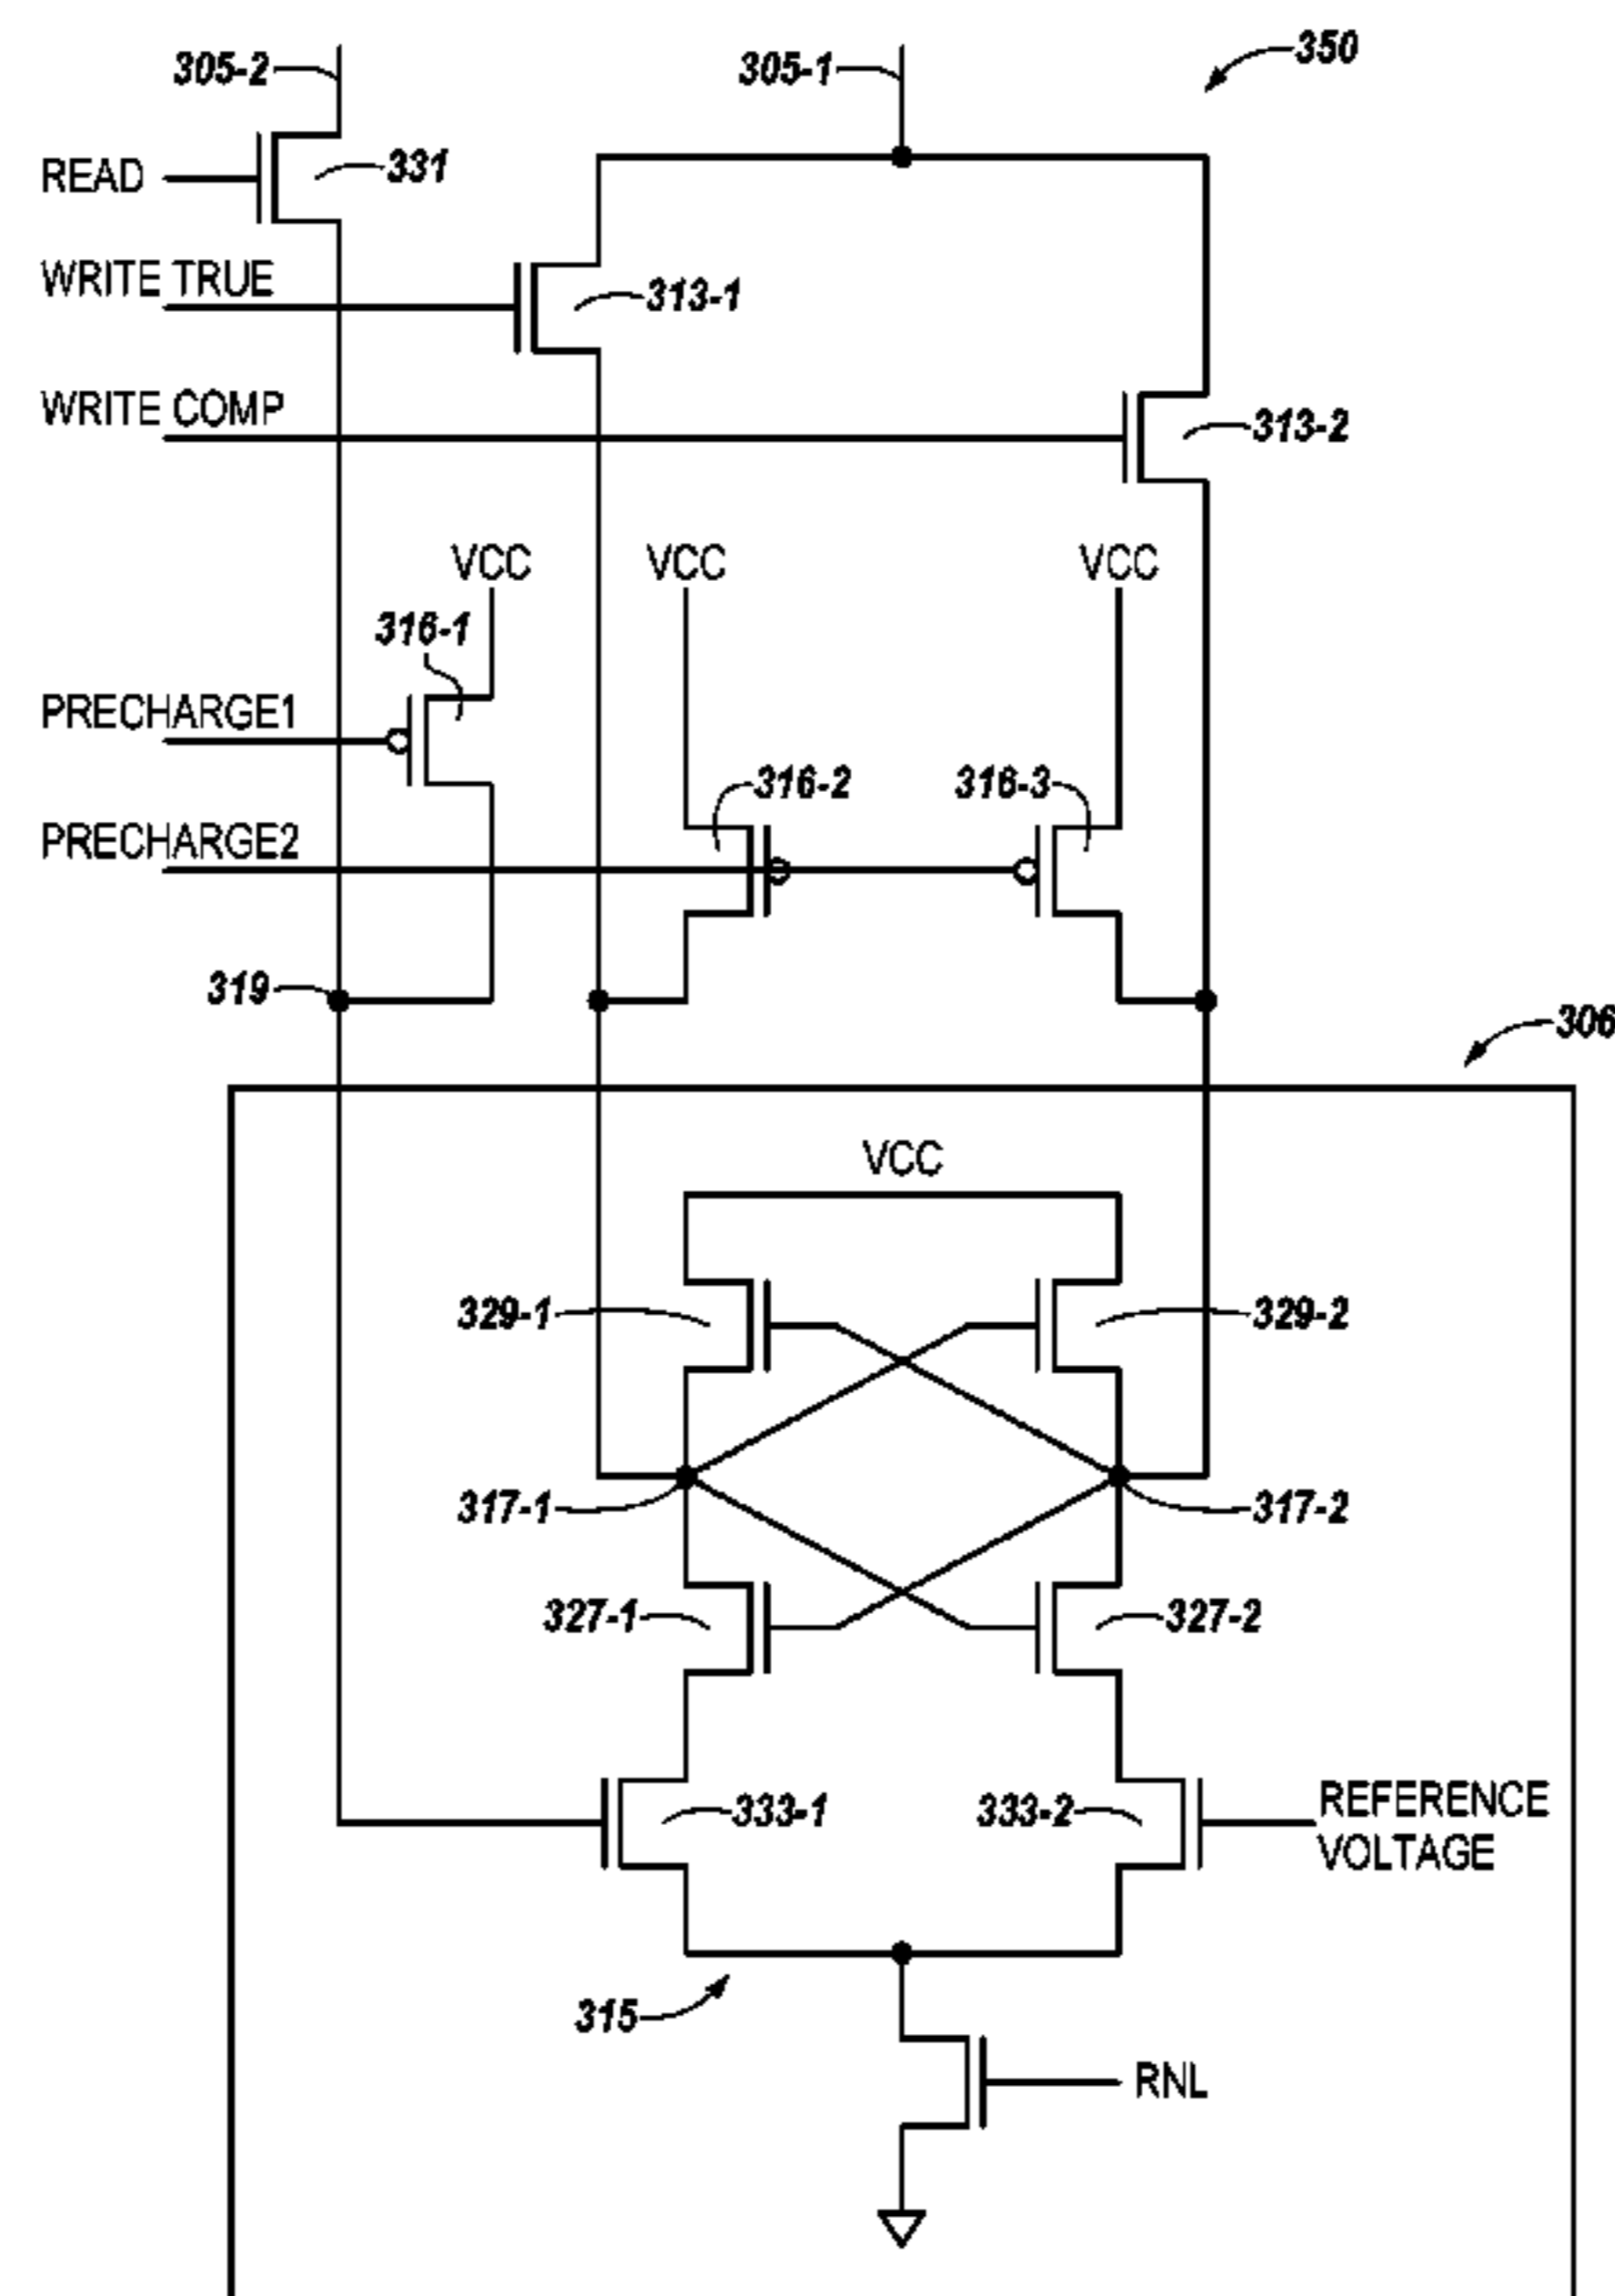 305-2
305-1
350
READ
331
WRITE TRUE
313-1
WRITE COMP
313-2
VCC
VCC
VCC
316-1
PRECHARGE1
316-2
316-3
PRECHARGE2
319
306
VCC
329-1
329-2
317-1
317-2
327-1
327-2
333-1
333-2
REFERENCE
VOLTAGE
315
RNL